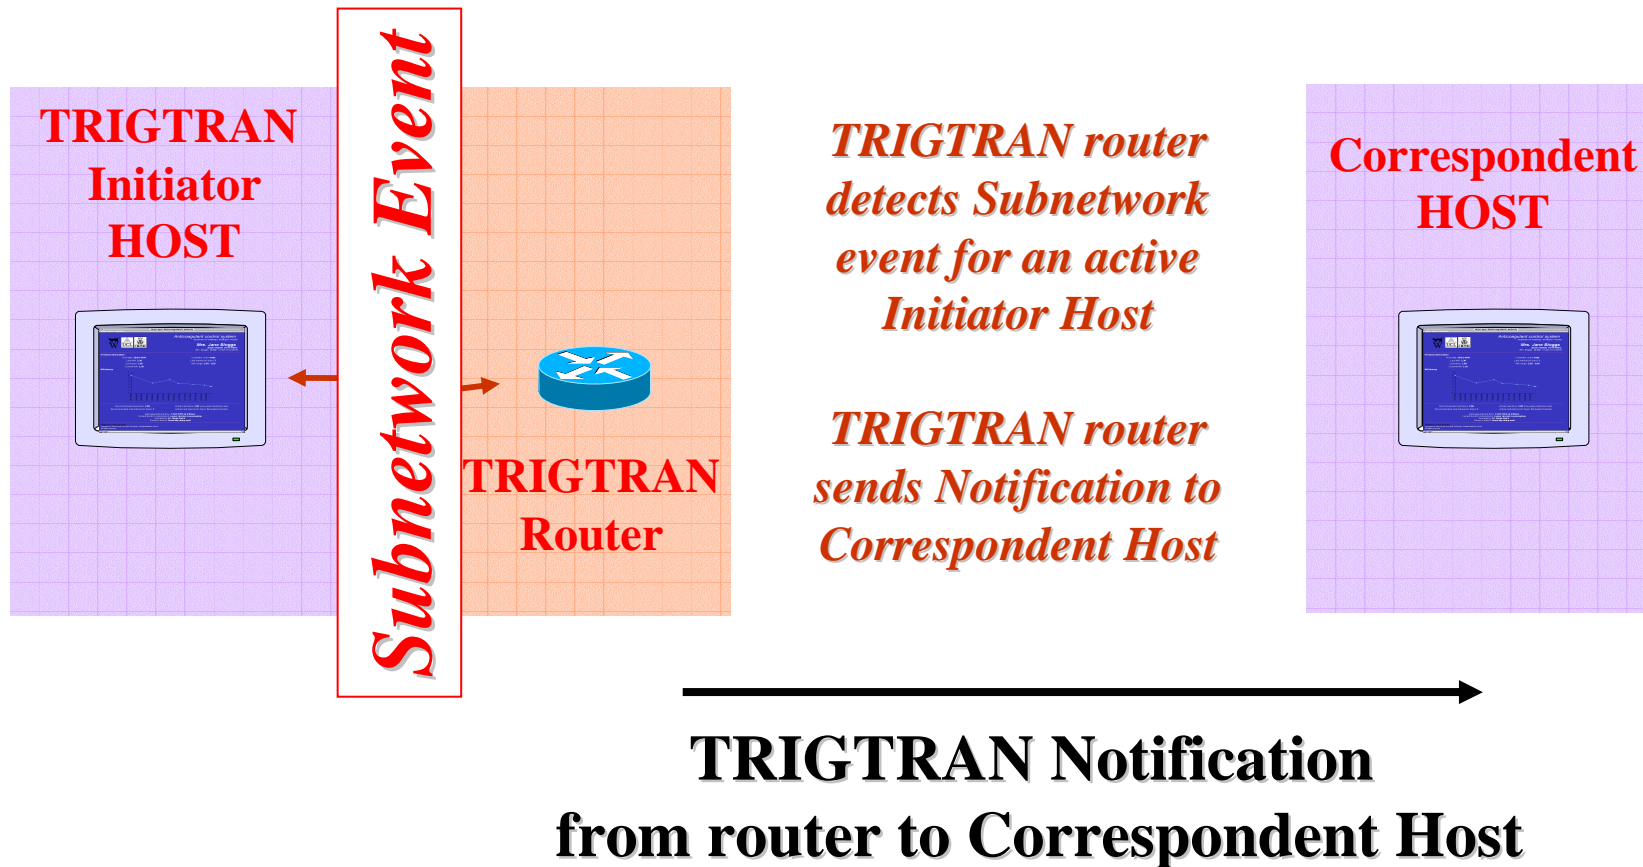 TRIGTRAN
Initiator
HOST
Subnetwork Event
TRIGTRAN
Router
TRIGTRAN router
detects Subnetwork
event for an active
Initiator Host
TRIGTRAN router
sends Notification to
Correspondent Host
Correspondent
HOST
TRIGTRAN Notification
from router to Correspondent Host